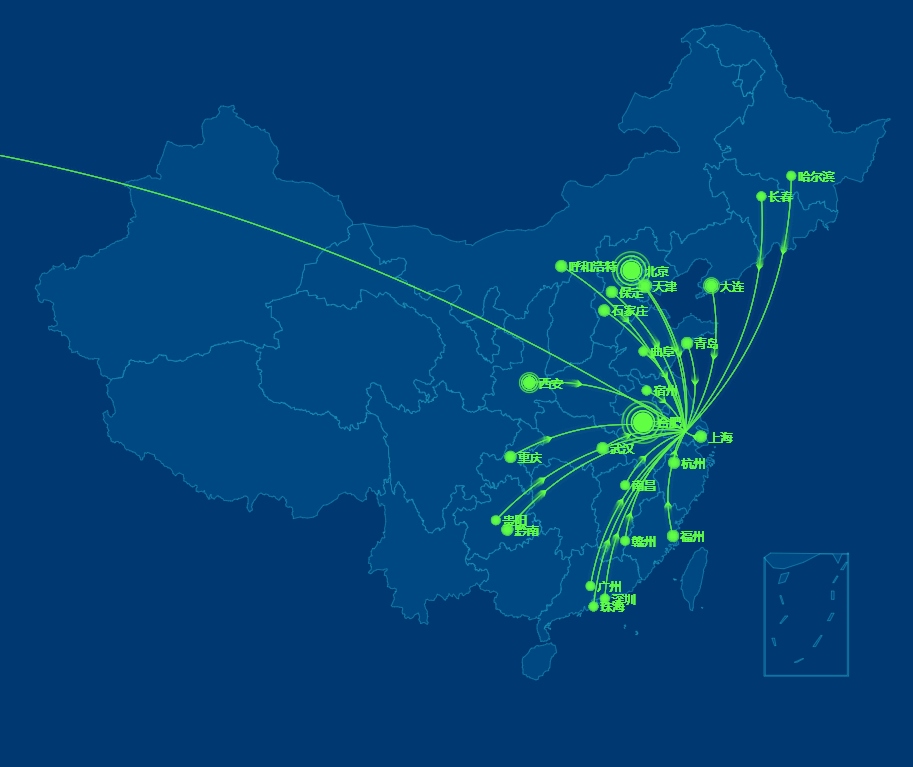 哈尔滨
长春
呼和浩特
北京
天津
大连
保定
石家庄
青岛
曲阜
西安
宿州
合肥
上海
武汉
重庆
杭州
南昌
贵阳
黔南
福州
赣州
广州
深圳
珠海